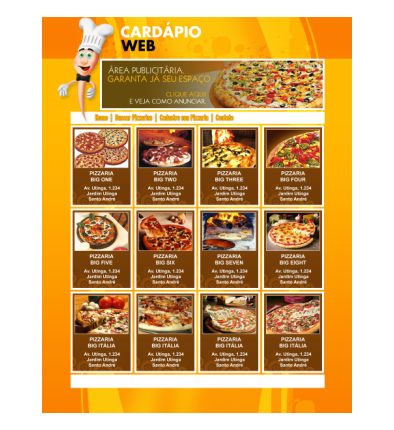 CARDÁPIO
WEB
ÁREA PUBLICITÁRIA.
GARANTA JÁ SEU ESPAÇO
CLIQUE AQUI
E VEJA COMO ANUNCIAR.
Home | Buscar Pizzarias | Cadastre sua Pizzaria | Contato
PIZZARIA
BIG ONE
Av. Utinga, 1.234
Jardim Utinga
Santo André
PIZZARIA
BIG TWO
Av. Utinga, 1.234
Jardim Utinga
Santo André
PIZZARIA
BIG THREE
Av. Utinga, 1.234
Jardim Utinga
Santo André
PIZZARIA
BIG FOUR
Av. Utinga, 1.234
Jardim Utinga
Santo André
PIZZARIA
BIG FIVE
Av. Utinga, 1.234
Jardim Utinga
Santo André
PIZZARIA
BIG SIX
Av. Utinga, 1.234
Jardim Utinga
Santo André
PIZZARIA
BIG SEVEN
Av. Utinga, 1.234
Jardim Utinga
Santo André
PIZZARIA
BIG EIGHT
Av. Utinga, 1.234
Jardim Utinga
Santo André
PIZZARIA
BIG ITÁLIA
Av. Utinga, 1.234
Jardim Utinga
Santo André
PIZZARIA
BIG ITÁLIA
Av. Utinga, 1.234
Jardim Utinga
Santo André
PIZZARIA
BIG ITÁLIA
Av. Utinga, 1.234
Jardim Utinga
Santo André
PIZZARIA
BIG ITÁLIA
Av. Utinga, 1.234
Jardim Utinga
Santo André